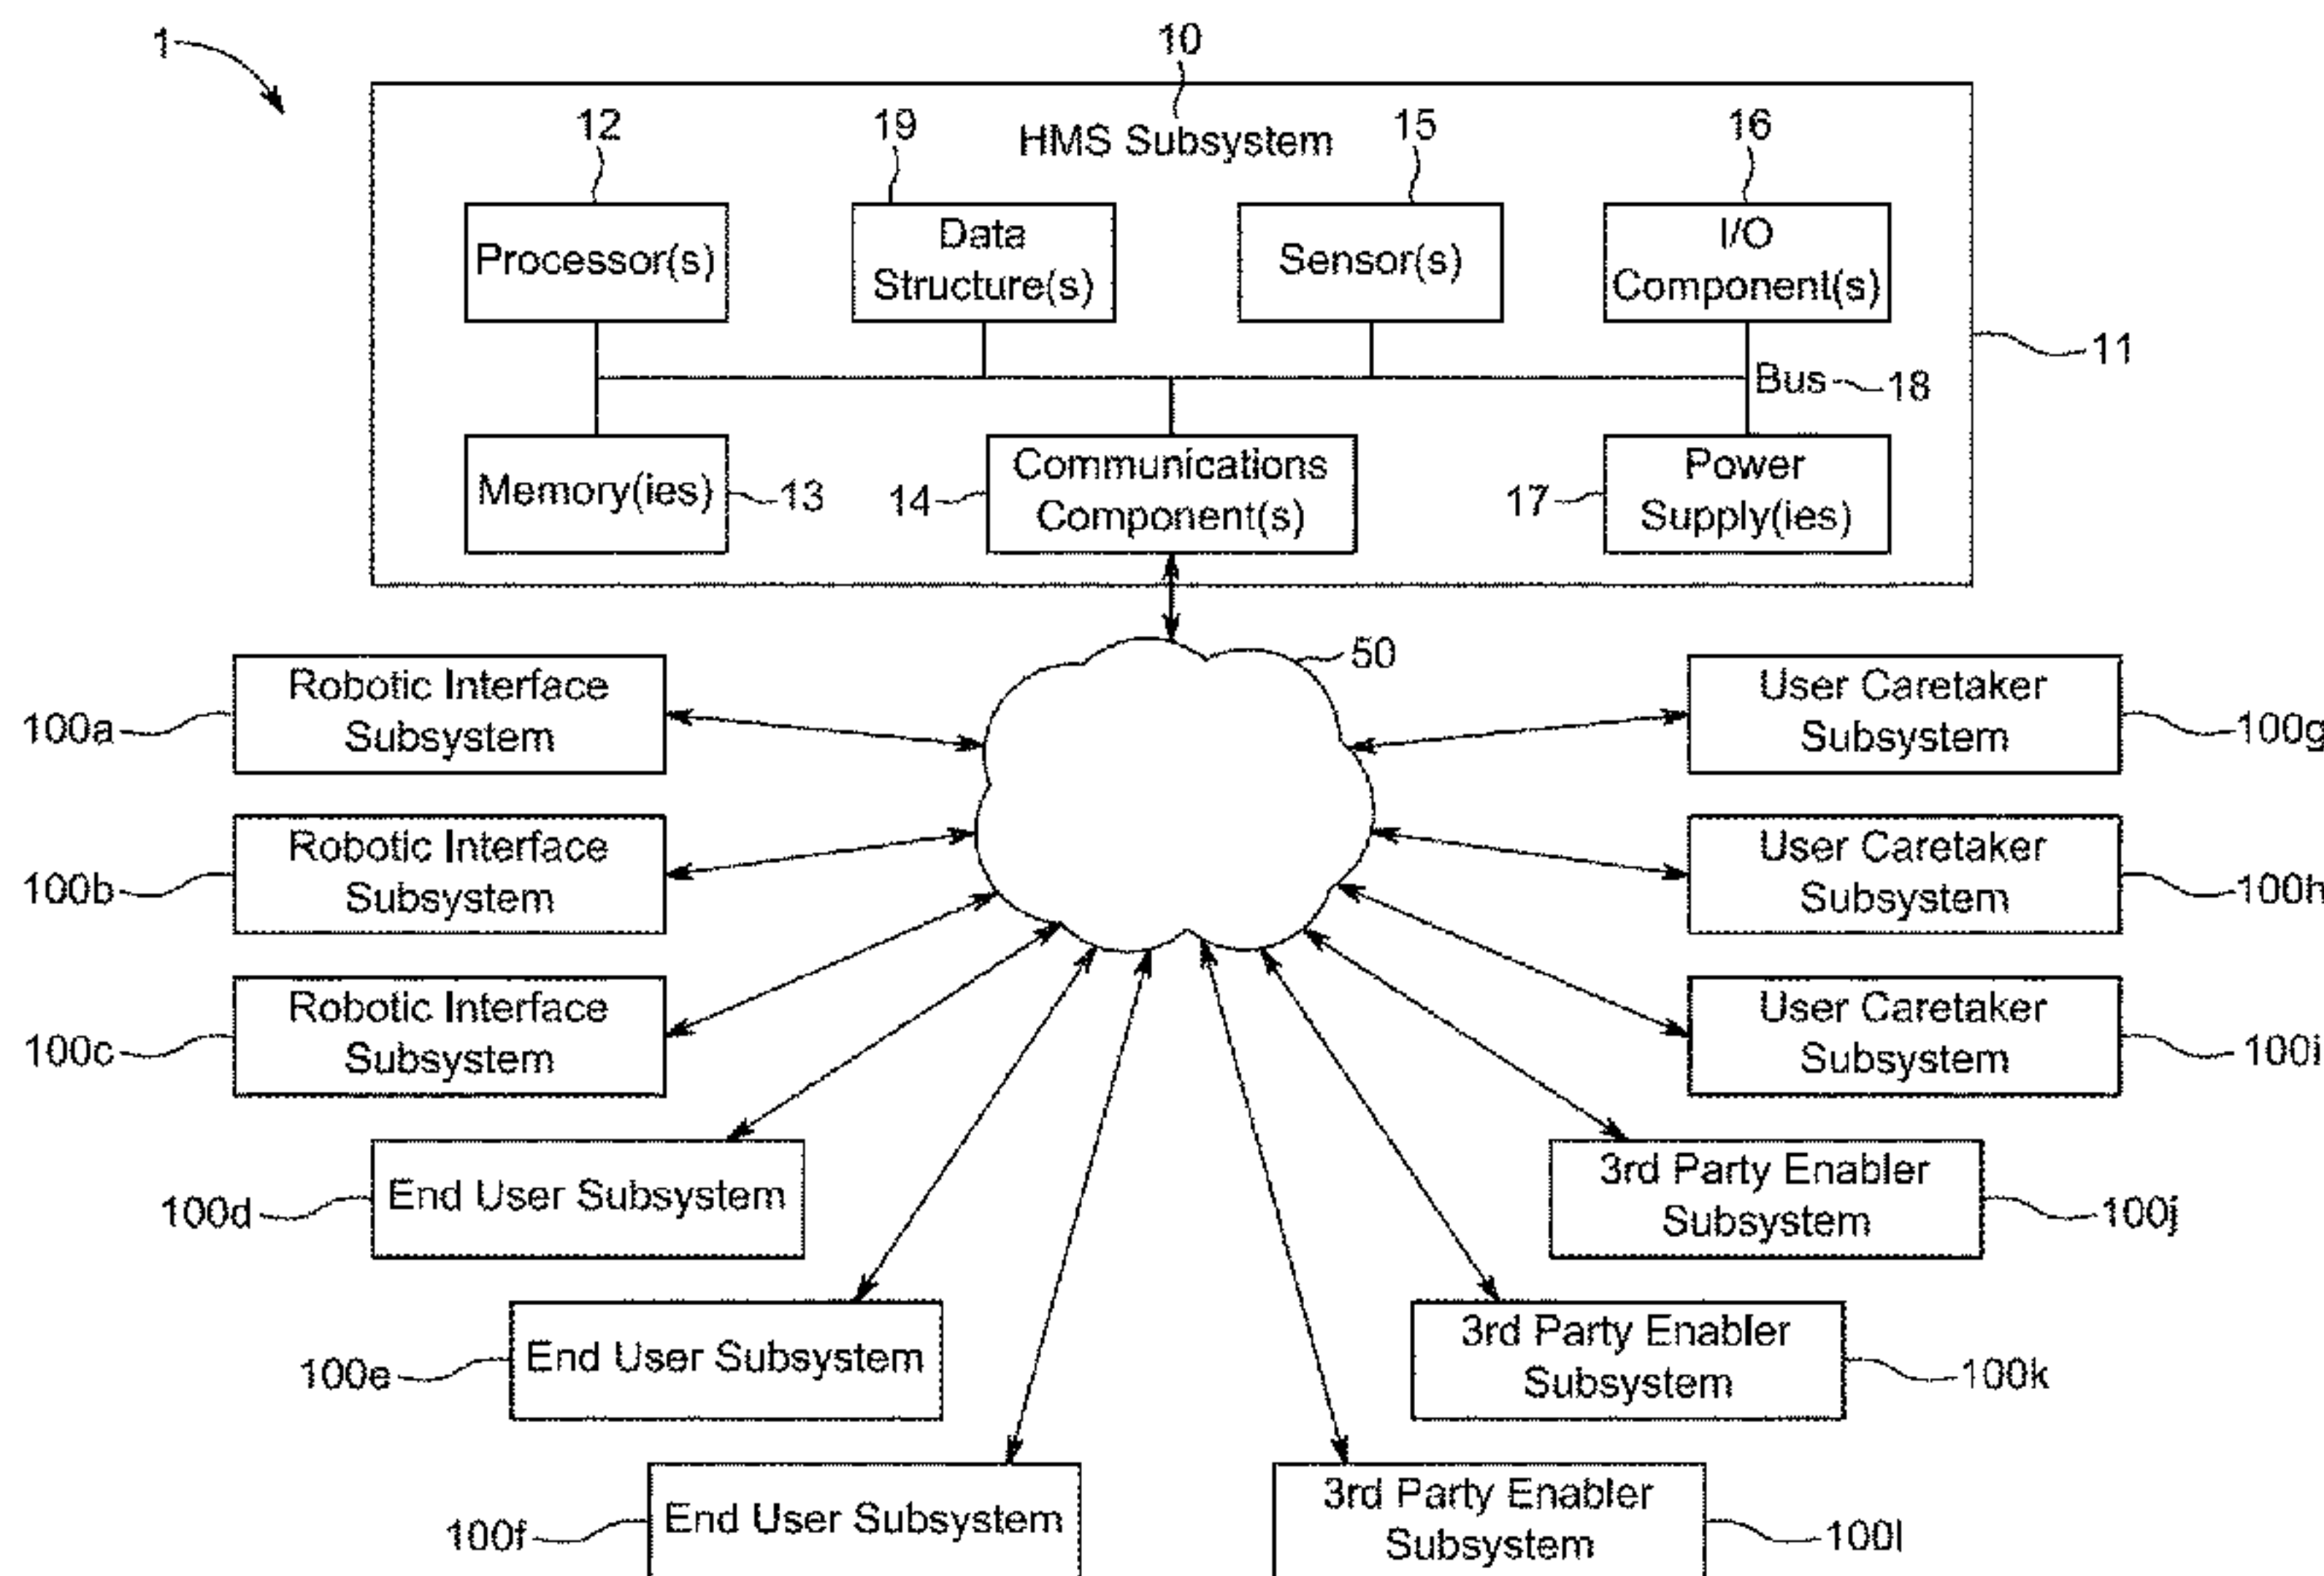 1
10
12
19
HMS Subsystem
15
16
Processor(s)
Data
Structure(s)
Sensor(s)
I/O
Component(s)
11
Bus
18
Memory(ies)
13
14
Communications
Component(s)
17
Power
Supply(ies)
50
100a
Robotic Interface
Subsystem
User Caretaker
Subsystem
100g
100b
Robotic Interface
Subsystem
User Caretaker
Subsystem
100h
100c
Robotic Interface
Subsystem
User Caretaker
Subsystem
100i
100d
End User Subsystem
3rd Party Enabler
Subsystem
100j
100e
End User Subsystem
3rd Party Enabler
Subsystem
100k
100f
End User Subsystem
3rd Party Enabler
Subsystem
100l